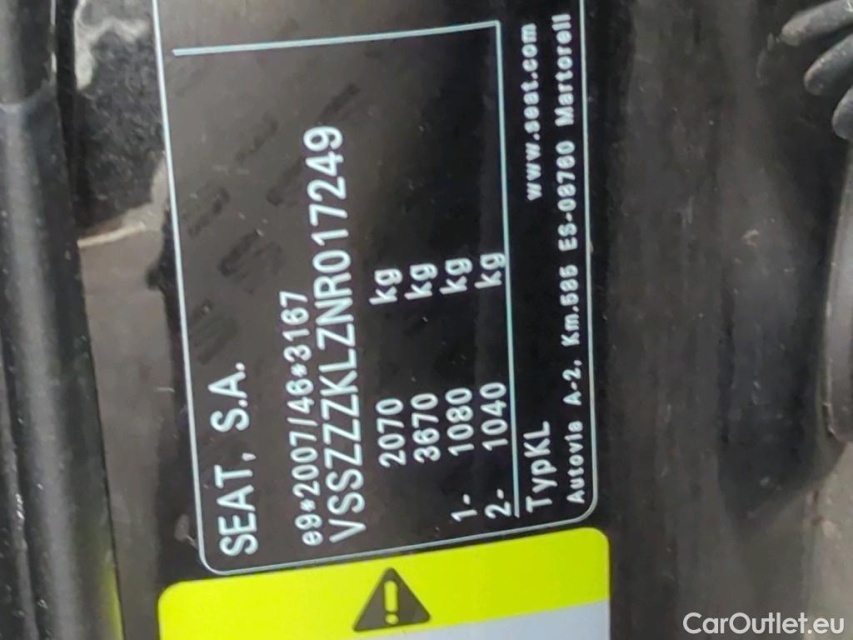 SEAT, S.A.
e9*2007/46*3167
VSSZZZKLZNR017249
2070 kg
3670 kg
1- 1080 kg
2- 1040 kg
TypKL www.seat.com
Autovia A-2, Km.585 ES-08760 Martorell
CarOutlet.eu